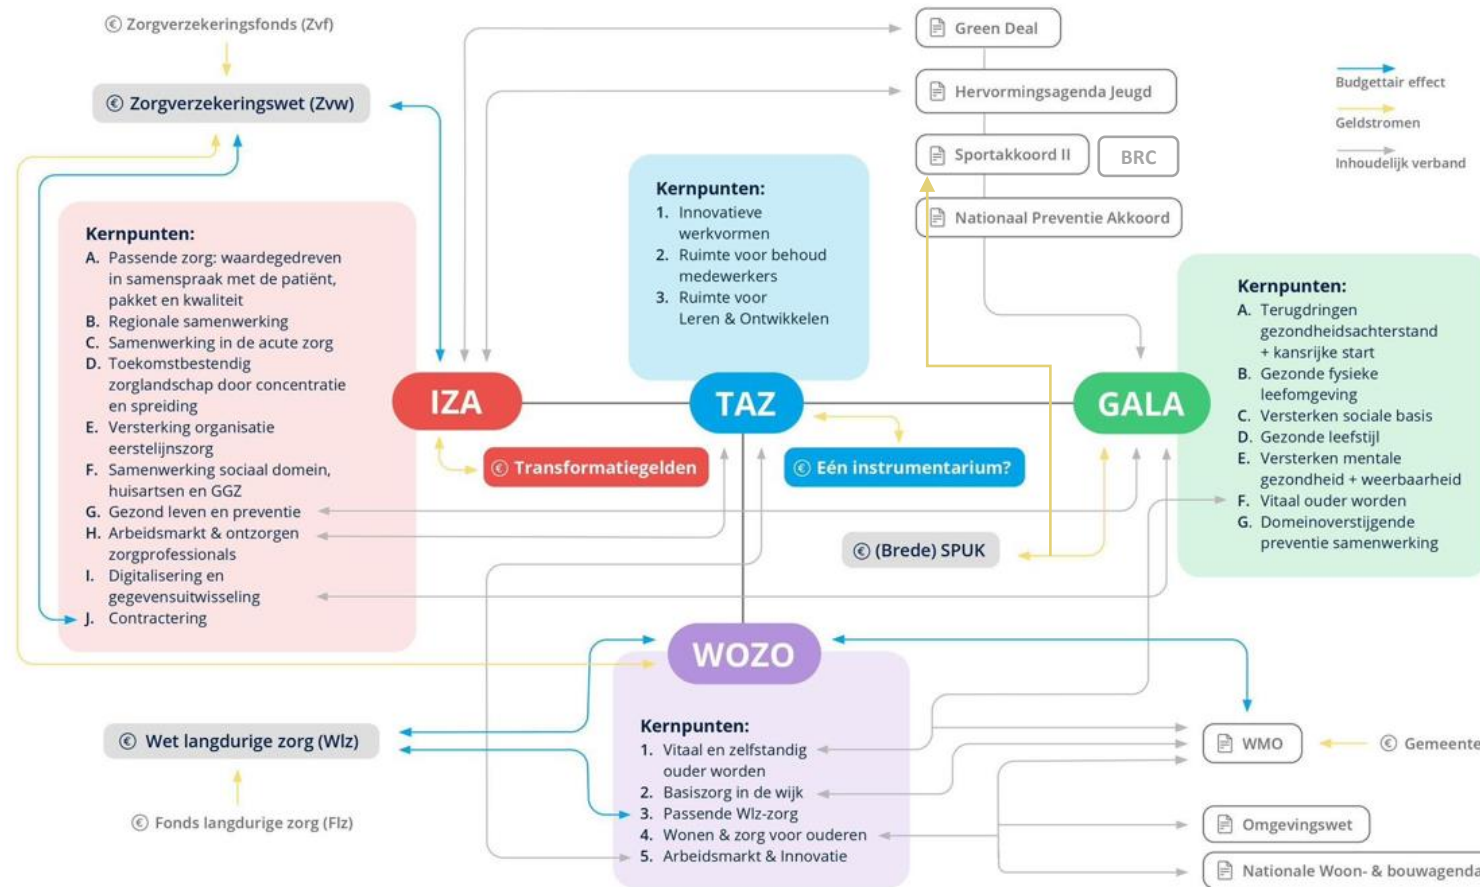 € Zorgverzekeringsfonds (Zvf)
€ Zorgverzekeringswet (Zvw)
Green Deal
Hervormingsagenda Jeugd
Sportakkoord II
BRC
Nationaal Preventie Akkoord
Budgettair effect
Geldstromen
Inhoudelijk verband
Kernpunten:
A. Passende zorg: waardegedreven
in samenspraak met de patiënt,
pakket en kwaliteit
B. Regionale samenwerking
C. Samenwerking in de acute zorg
D. Toekomstbestendig
zorglandschap door concentratie
en spreiding
E. Versterking organisatie
eerstelijnszorg
F. Samenwerking sociaal domein,
huisartsen en GGZ
G. Gezond leven en preventie
H. Arbeidsmarkt & ontzorgen
zorgprofessionals
I. Digitalisering en
gegevensuitwisseling
J. Contractering
Kernpunten:
1. Innovatieve
werkvormen
2. Ruimte voor behoud
medewerkers
3. Ruimte voor
Leren & Ontwikkelen
Kernpunten:
A. Terugdringen
gezondheidsachterstand
+ kansrijke start
B. Gezonde fysieke
leefomgeving
C. Versterken sociale basis
D. Gezonde leefstijl
E. Versterken mentale
gezondheid + weerbaarheid
F. Vitaal ouder worden
G. Domeinoverstijgende
preventie samenwerking
IZA
TAZ
GALA
€ Transformatiegelden
€ Eén instrumentarium?
€ (Brede) SPUK
WOZO
Kernpunten:
1. Vitaal en zelfstandig
ouder worden
2. Basiszorg in de wijk
3. Passende Wlz-zorg
4. Wonen & zorg voor ouderen
5. Arbeidsmarkt & Innovatie
€ Wet langdurige zorg (Wlz)
€ Fonds langdurige zorg (Flz)
WMO
€ Gemeente
Omgevingswet
Nationale Woon- & bouwagenda